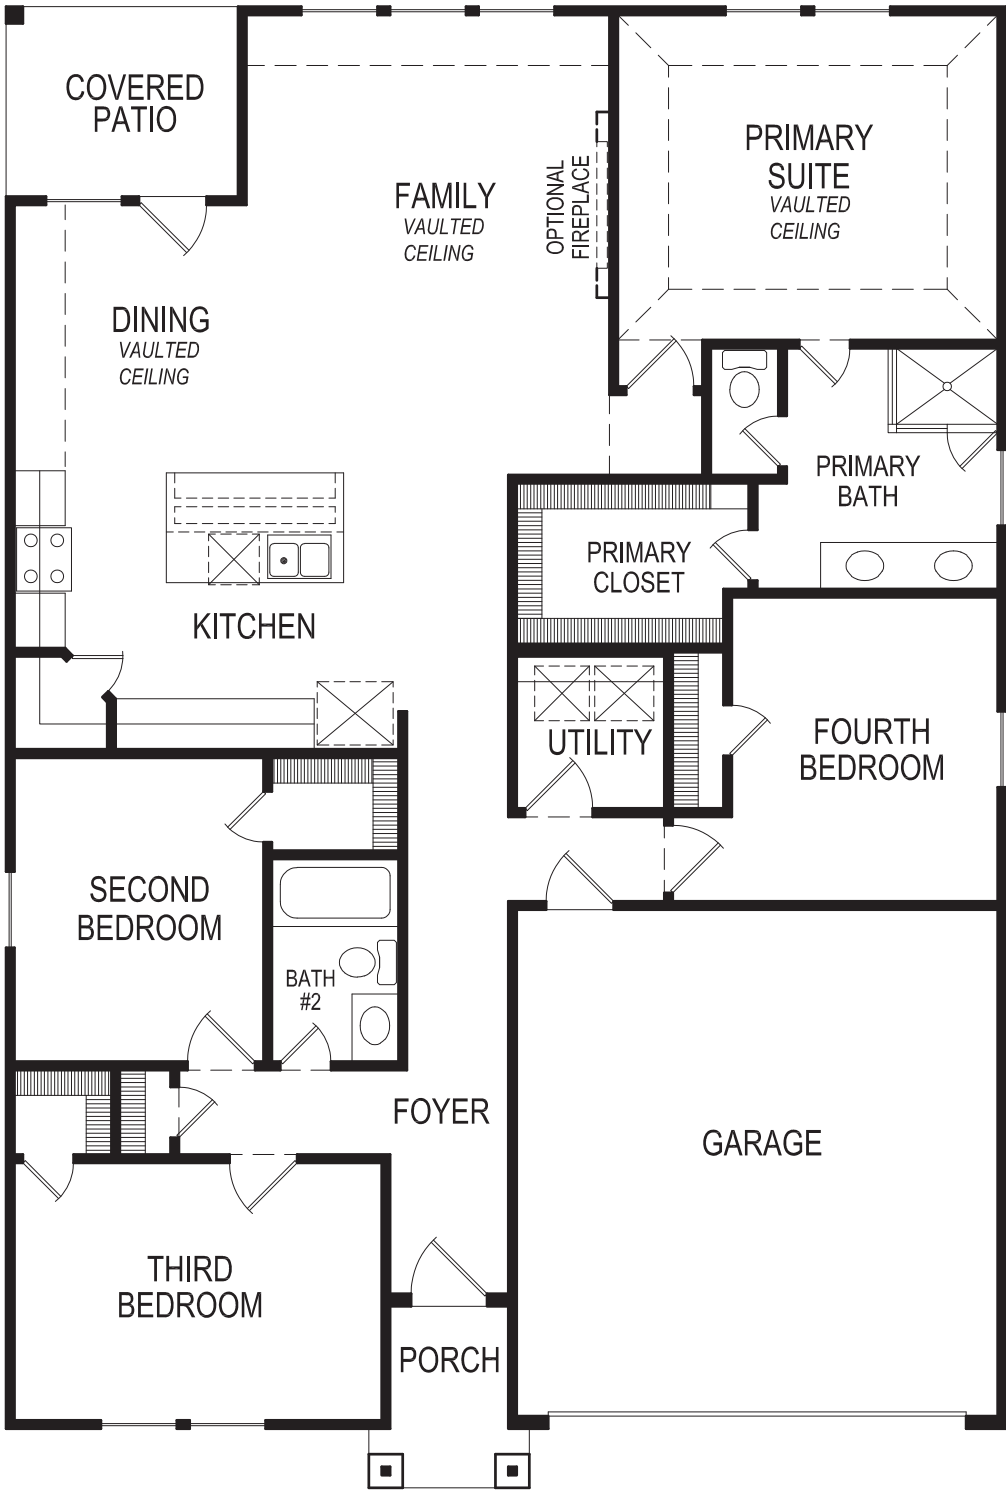 COVERED
PATIO
FAMILY
VAULTED
CEILING
OPTIONAL
FIREPLACE
PRIMARY
SUITE
VAULTED
CEILING
DINING
VAULTED
CEILING
PRIMARY
BATH
PRIMARY
CLOSET
KITCHEN
UTILITY
FOURTH
BEDROOM
SECOND
BEDROOM
BATH
#2
FOYER
GARAGE
THIRD
BEDROOM
PORCH